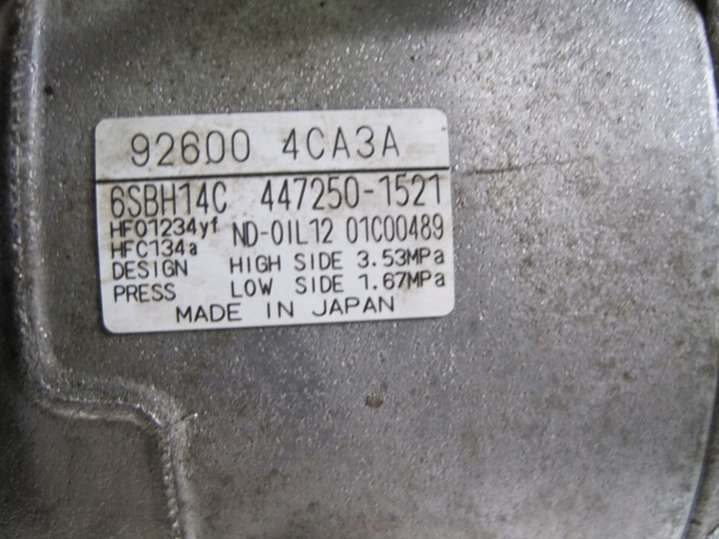 92600 4CA3A
6SBH14C 447250-1521
HFO1234yf ND-OIL12 01C00489
HFC134a
DESIGN HIGH SIDE 3.53MPa
PRESS LOW SIDE 1.67MPa
MADE IN JAPAN